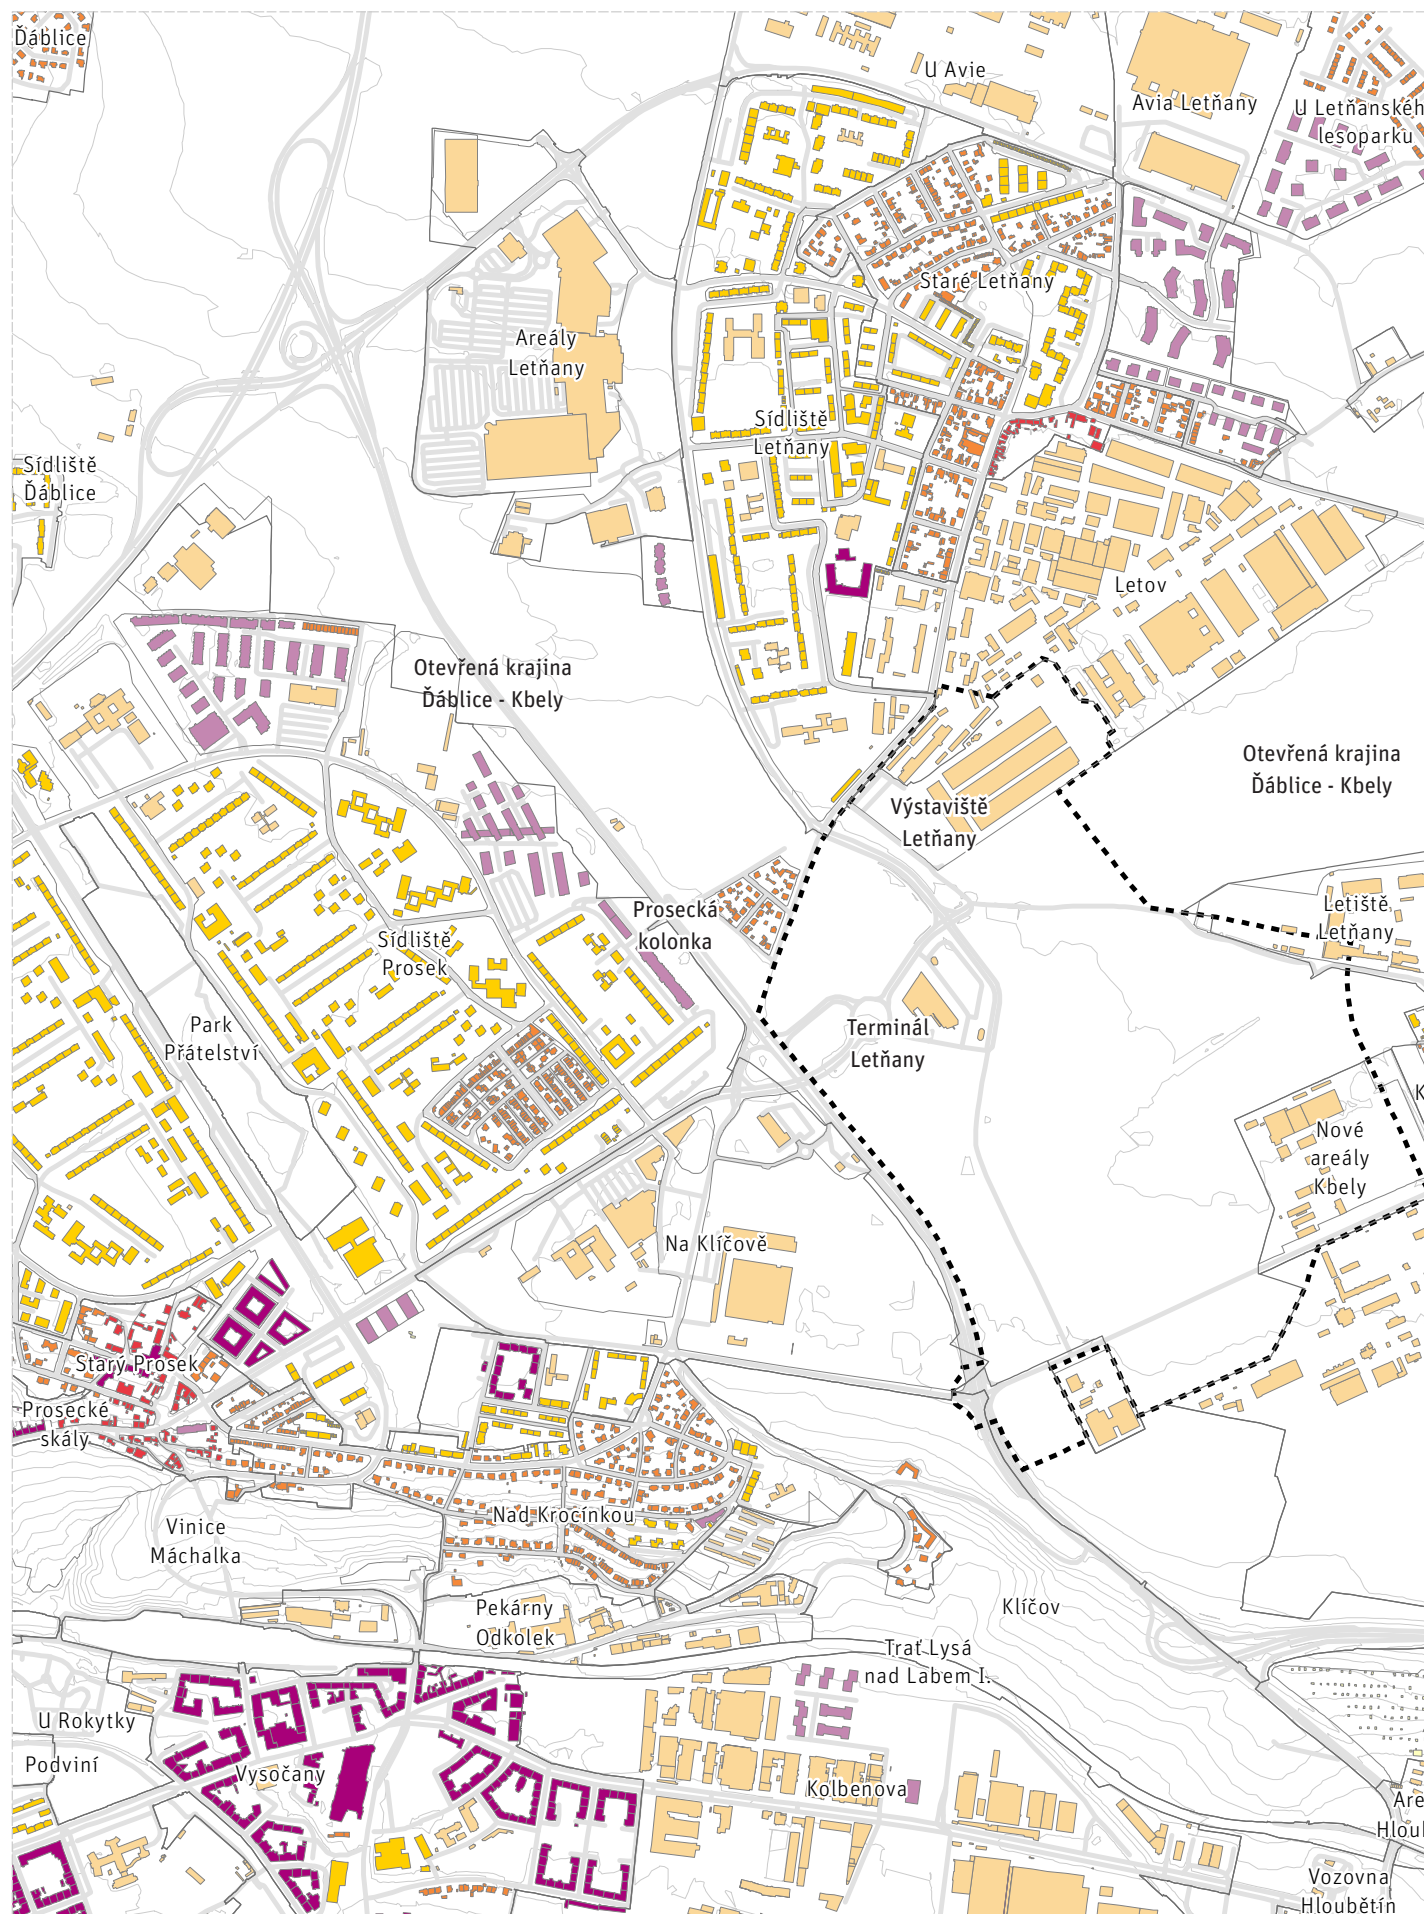 Ďáblice
U Avie
Avia Letňany
U Letňanskéh
lesoparku
Staré Letňany
Areály
Letňany
Sídliště
Letňany
Sídliště
Ďáblice
Letov
Otevřená krajina
Ďáblice - Kbely
Otevřená krajina
Ďáblice - Kbely
Výstaviště
Letňany
Prosecká
kolonka
Letiště
Letňany
Sídliště
Prosek
Park
Přátelství
Terminál
Letňany
K
Nové
areály
Kbely
Na Klíčově
Starý Prosek
Prosecké
skály
Nad Krocínkou
Vinice
Máchalka
Pekárny
Odkolek
Klíčov
Trať Lysá
nad Labem I.
U Rokytky
Podviní
Vysočany
Kolbenova
Are
Hloub
Vozovna
Hloubětín